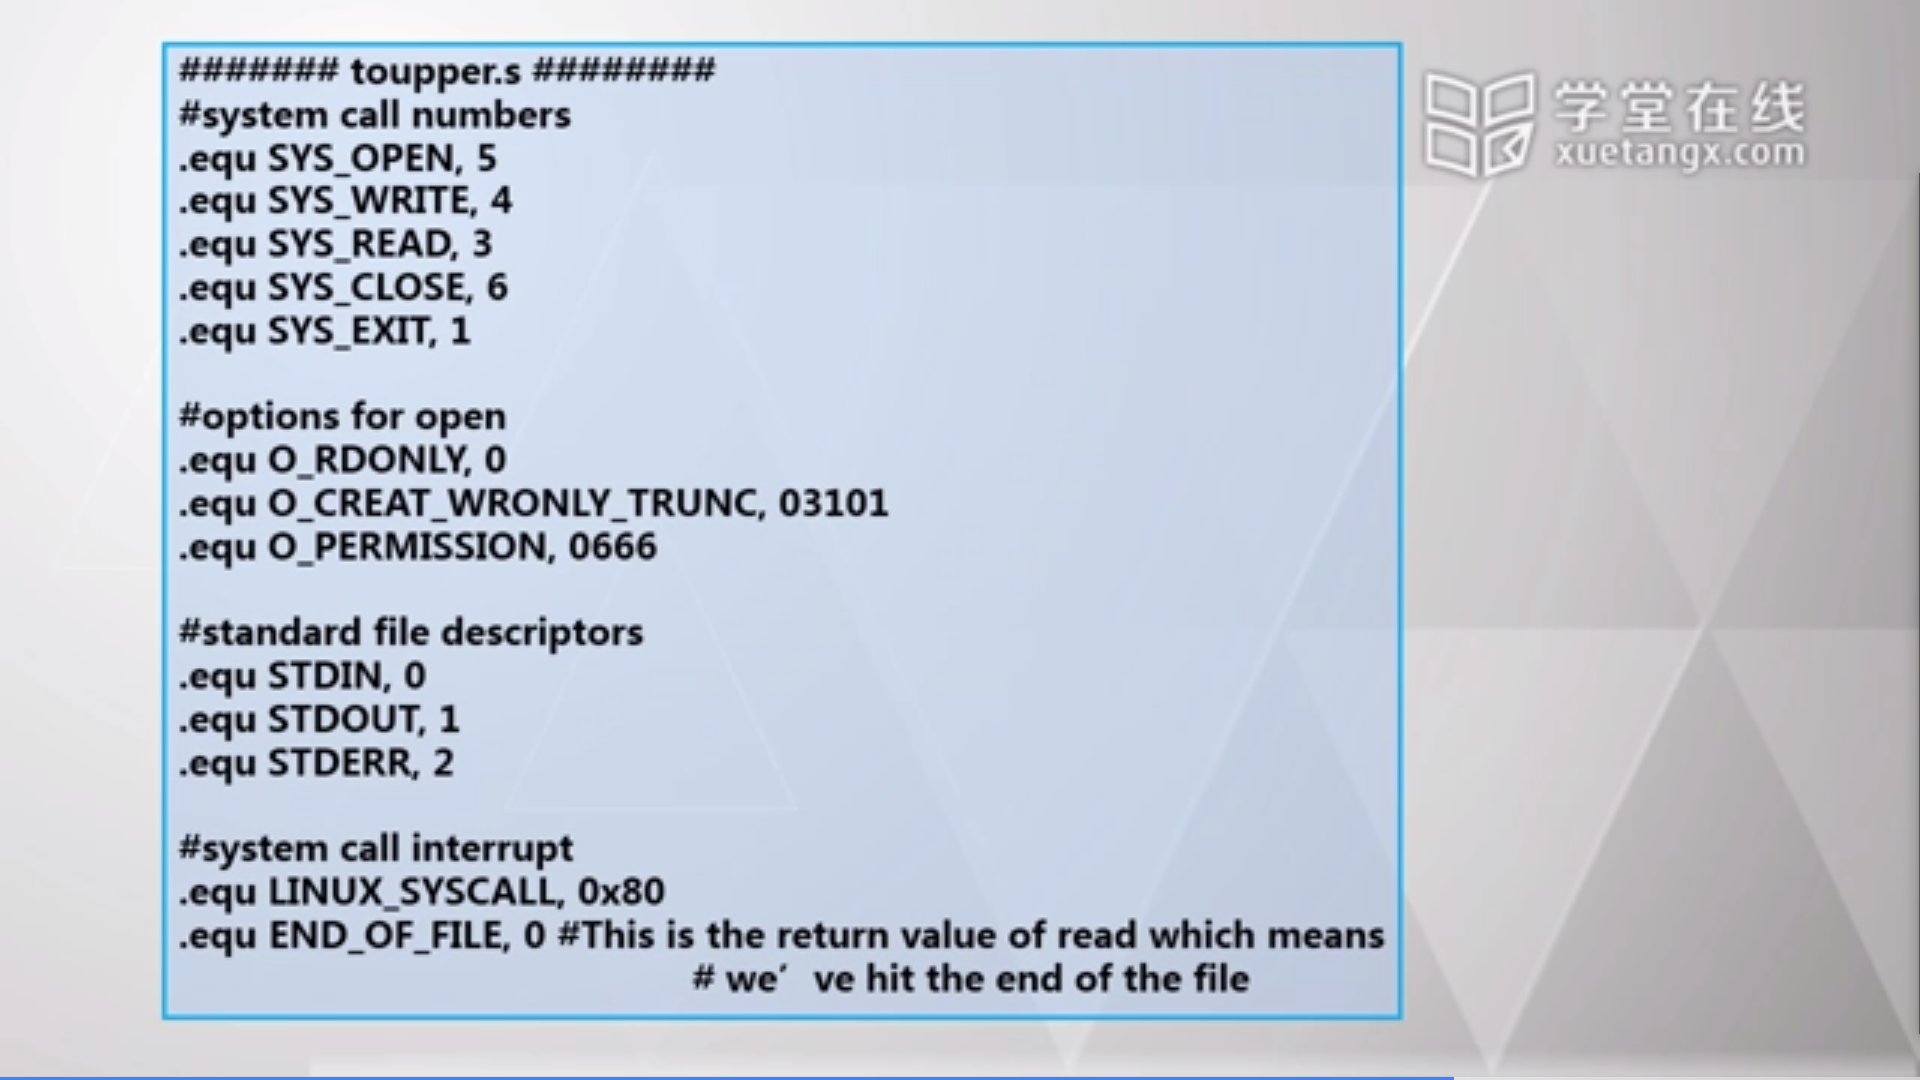 ####### toupper.s ########
#system call numbers
.equ SYS_OPEN, 5
.equ SYS_WRITE, 4
.equ SYS_READ, 3
.equ SYS_CLOSE, 6
.equ SYS_EXIT, 1
#options for open
.equ O_RDONLY, 0
.equ O_CREAT_WRONLY_TRUNC, 03101
.equ O_PERMISSION, 0666
#standard file descriptors
.equ STDIN, 0
.equ STDOUT, 1
.equ STDERR, 2
#system call interrupt
.equ LINUX_SYSCALL, 0x80
.equ END_OF_FILE, 0 #This is the return value of read which means
# we’ ve hit the end of the file
学堂在线
xuetangx.com